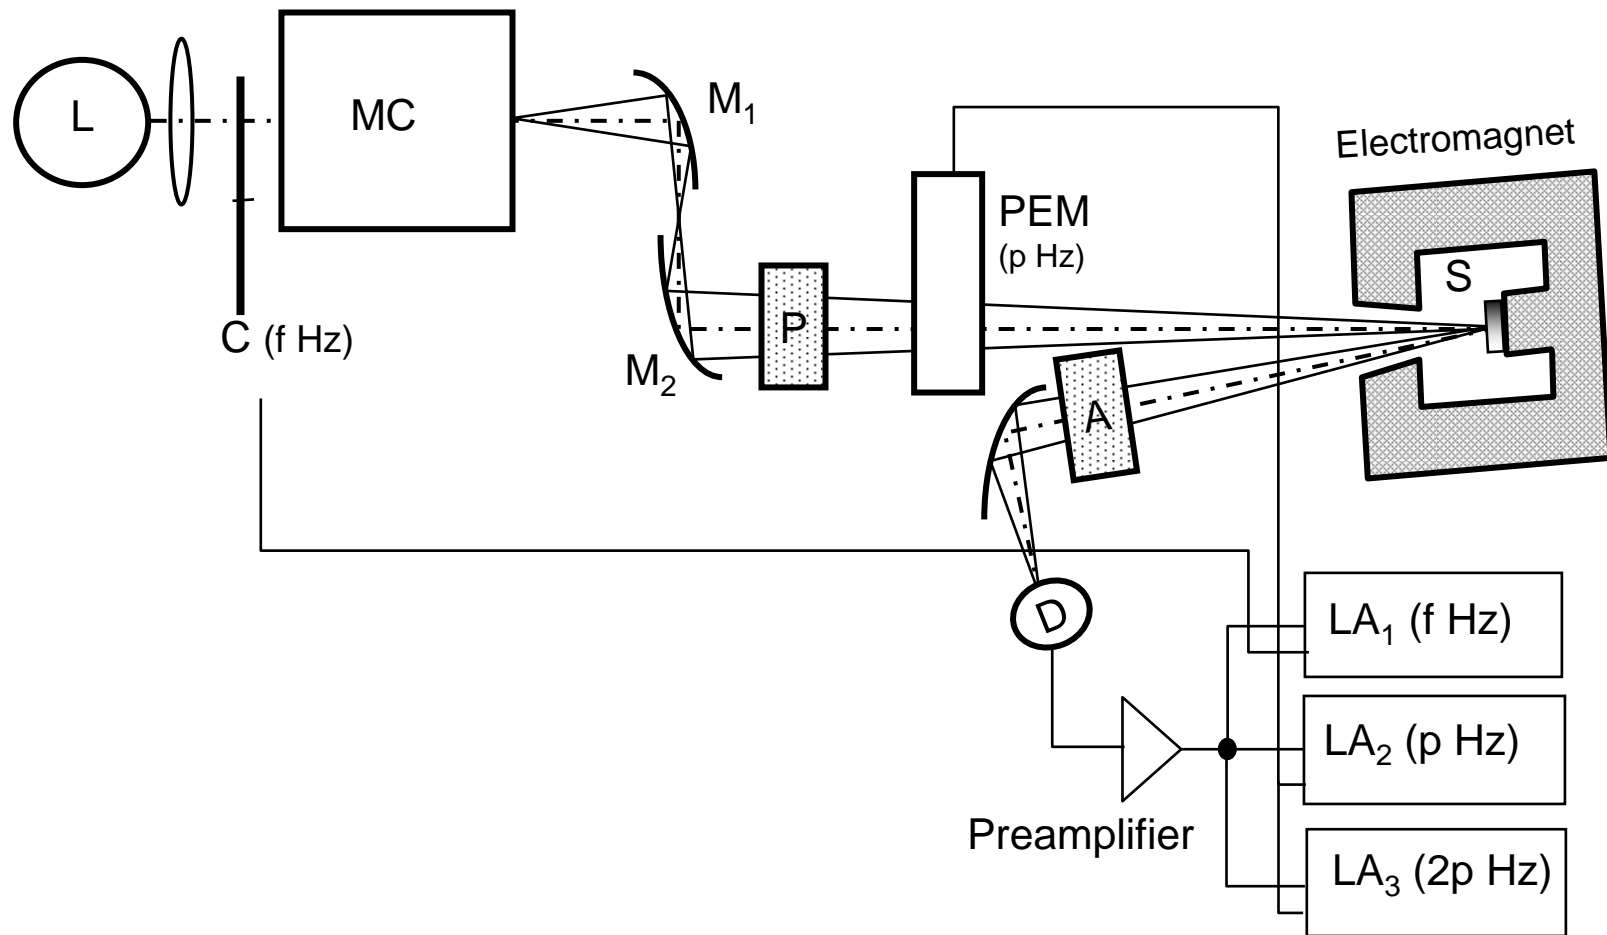 L
MC
M₁
Electromagnet
PEM
(p Hz)
S
P
C (f Hz)
M₂
A
D
LA₁ (f Hz)
LA₂ (p Hz)
Preamplifier
LA₃ (2p Hz)